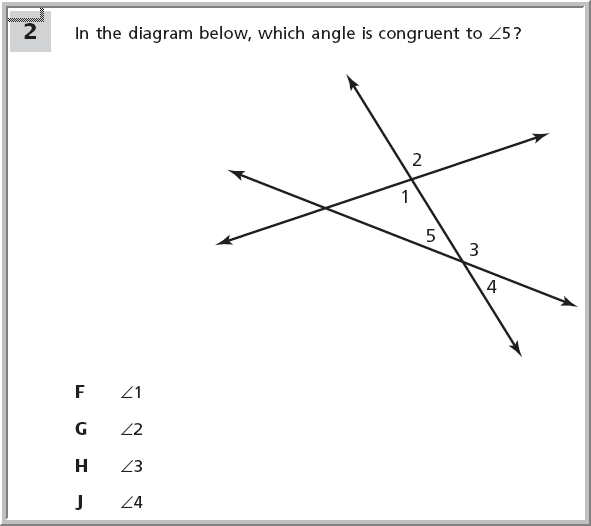 2 In the diagram below, which angle is congruent to ∠5?
2
1
5
3
4
F ∠1
G ∠2
H ∠3
J ∠4